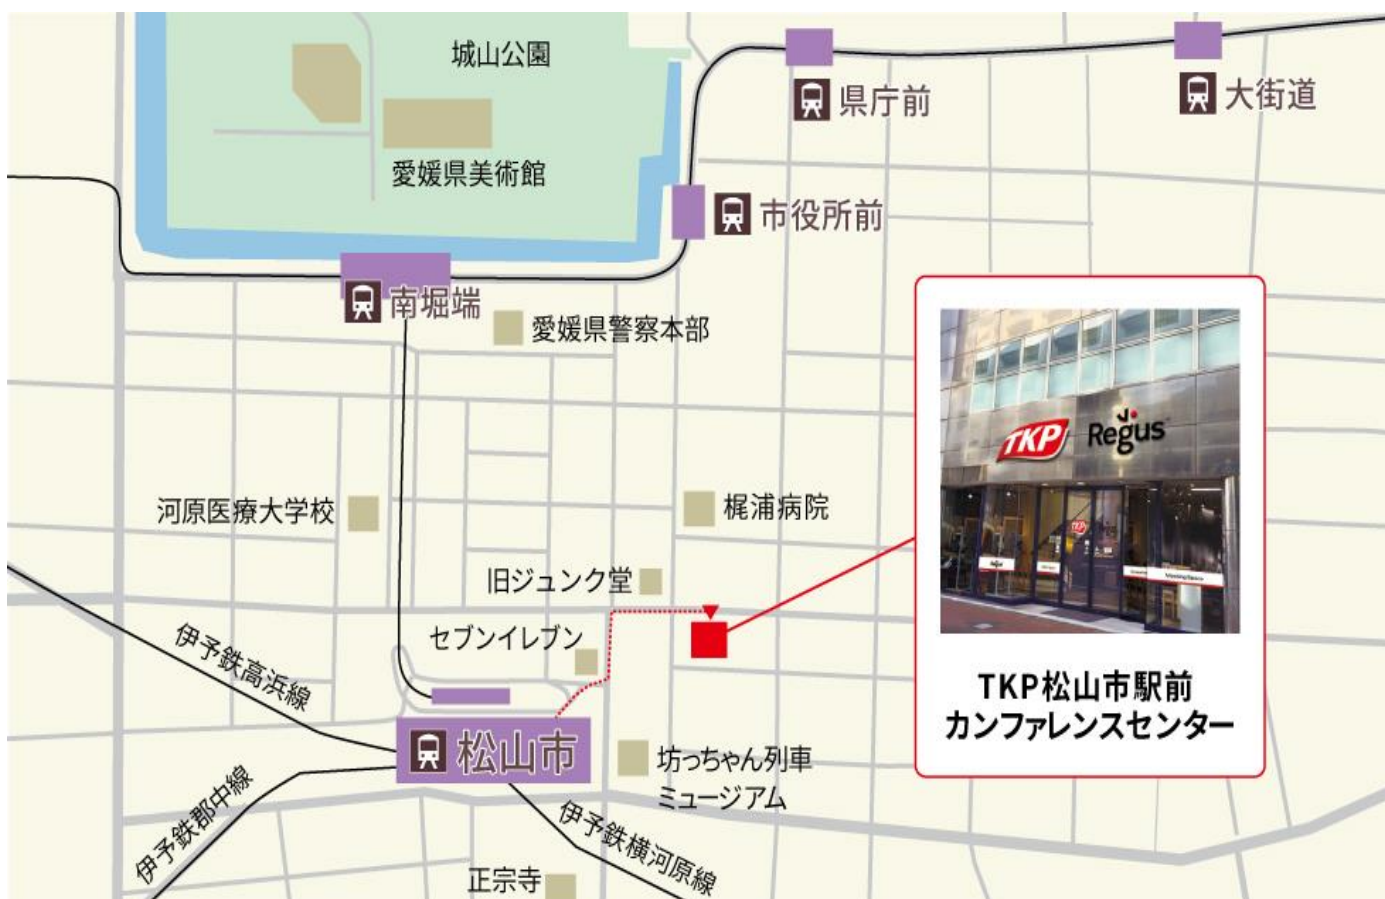 城山公園
県庁前
大街道
愛媛県美術館
市役所前
南堀端
愛媛県警察本部
TKP Regus
河原医療大学校
梶浦病院
TKP
Regus
旧ジュンク堂
セブンイレブン
伊予鉄高浜線
TKP松山市駅前
カンファレンスセンター
松山市
坊っちゃん列車
ミュージアム
伊予鉄郡中線
伊予鉄横河原線
正宗寺